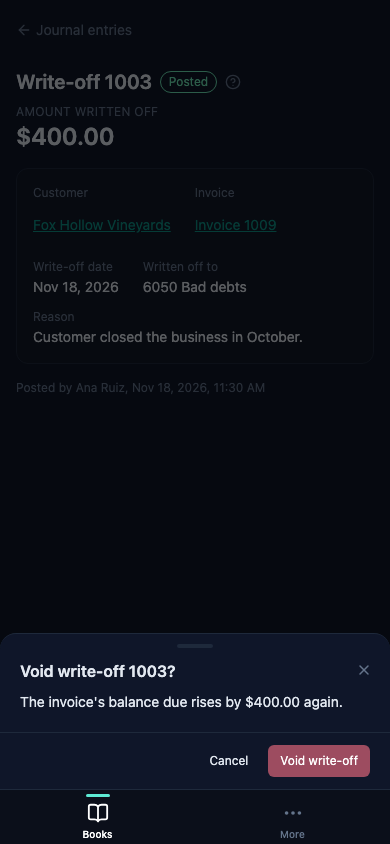 Journal entries
Write-off 1003 Posted
AMOUNT WRITTEN OFF
$400.00
Customer Invoice
Fox Hollow Vineyards Invoice 1009
Write-off date Written off to
Nov 18, 2026 6050 Bad debts
Reason
Customer closed the business in October.
Posted by Ana Ruiz, Nov 18, 2026, 11:30 AM
Void write-off 1003?
The invoice's balance due rises by $400.00 again.
Cancel Void write-off
Books More